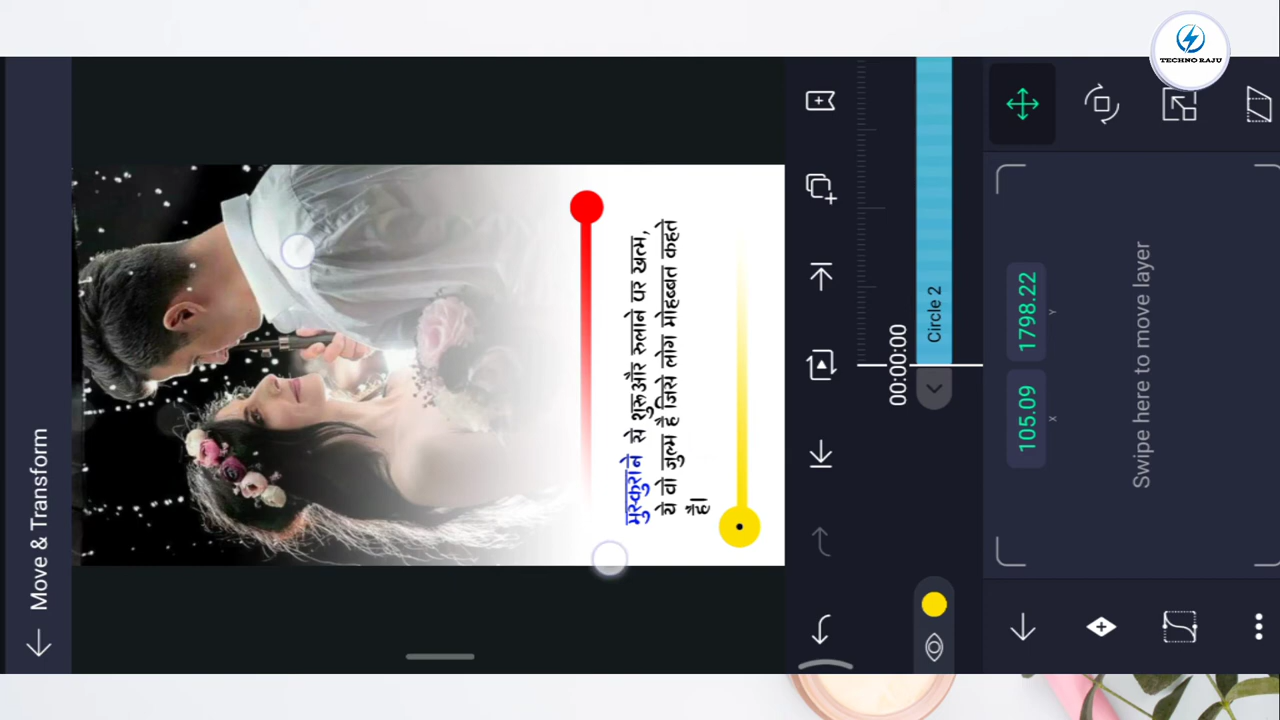 TECHNO RAJU
Move & Transform
मुस्कुराने से शुरू और रुलाने पर खत्म,
ये वो जुल्म है जिसे लोग मोहब्बत कहते
है।
00:00:00
Circle 2
105.09
X
1798.22
Y
Swipe here to move layer